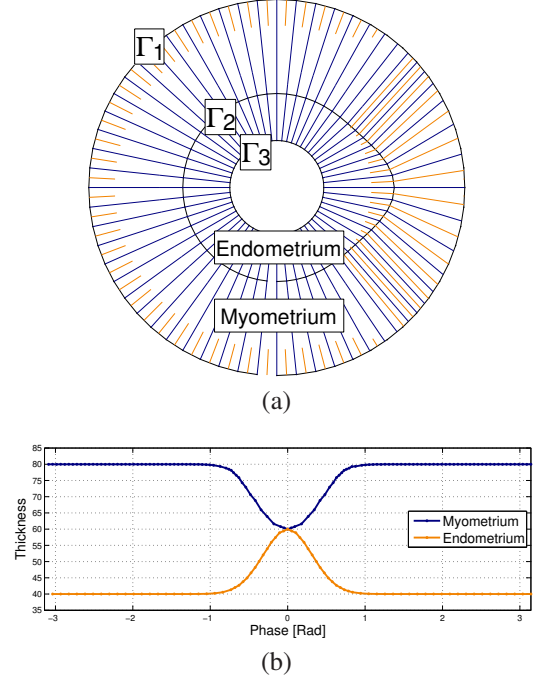 Γ1
Γ2
Γ3
Endometrium
Myometrium
(a)
85
80
75
70
65
60
55
50
45
40
35
Thickness
Myometrium
Endometrium
-3 -2 -1 0 1 2 3
Phase [Rad]
(b)